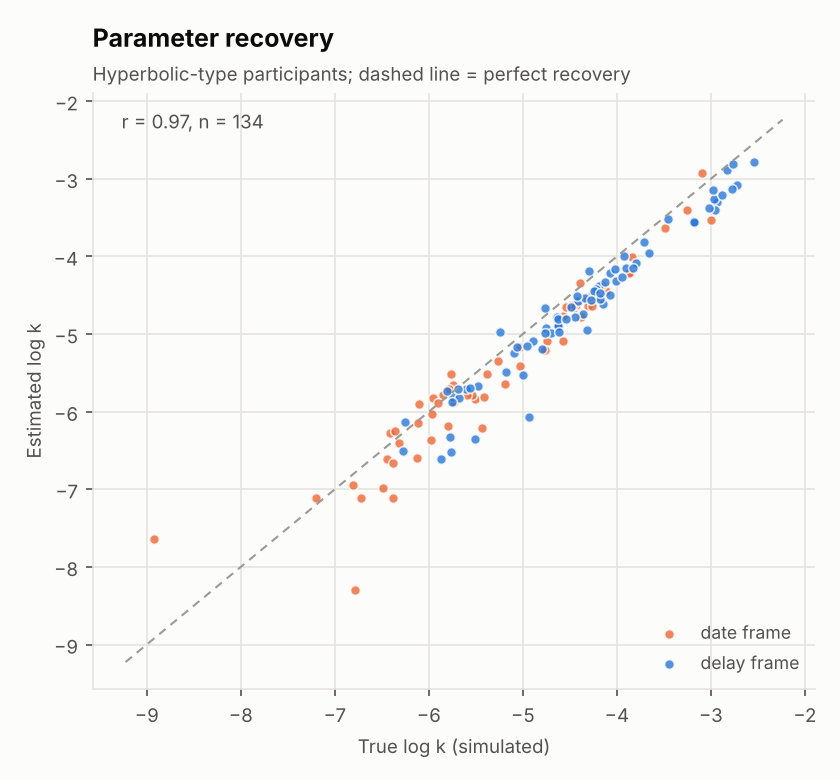 Parameter recovery
Hyperbolic-type participants; dashed line = perfect recovery
r = 0.97, n = 134
−2
−3
−4
−5
−6
−7
−8
−9
Estimated log k
date frame
delay frame
−9 −8 −7 −6 −5 −4 −3 −2
True log k (simulated)